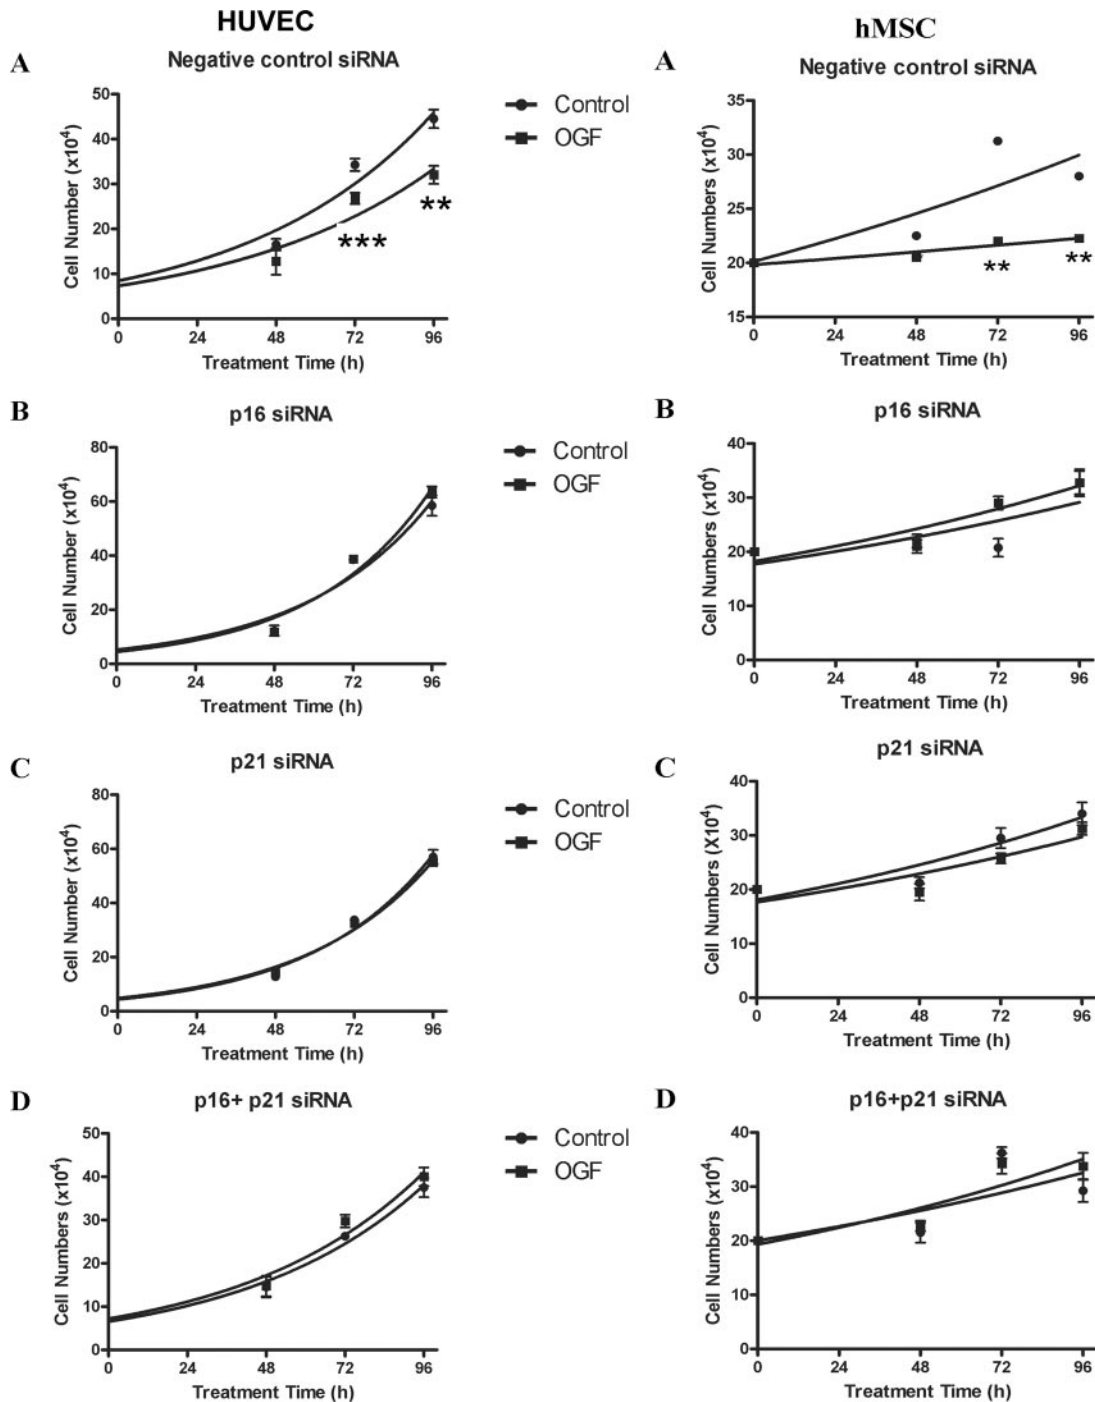 HUVEC
A
Negative control siRNA
Cell Number (x10⁴)
50
40
30
20
10
0
**
***
0 24 48 72 96
Treatment Time (h)
Control
OGF
hMSC
A
Negative control siRNA
Cell Numbers (x10⁴)
35
30
25
20
15
** **
0 24 48 72 96
Treatment Time (h)
B
p16 siRNA
Cell Number (x10⁴)
80
60
40
20
0
0 24 48 72 96
Treatment Time (h)
Control
OGF
B
p16 siRNA
Cell Numbers (x10⁴)
40
30
20
10
0
0 24 48 72 96
Treatment Time (h)
C
p21 siRNA
Cell Number (x10⁴)
80
60
40
20
0
0 24 48 72 96
Treatment Time (h)
Control
OGF
C
p21 siRNA
Cell Numbers (X10⁴)
40
30
20
10
0
0 24 48 72 96
Treatment Time (h)
D
p16+ p21 siRNA
Cell Numbers (x10⁴)
50
40
30
20
10
0
0 24 48 72 96
Treatment Time (h)
Control
OGF
D
p16+p21 siRNA
Cell Numbers (x10⁴)
40
30
20
10
0
0 24 48 72 96
Treatment Time (h)